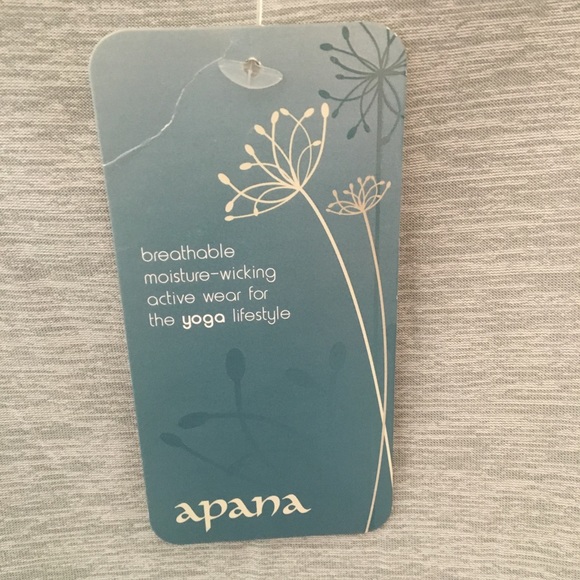 breathable
moisture-wicking
active wear for
the yoga lifestyle
apana